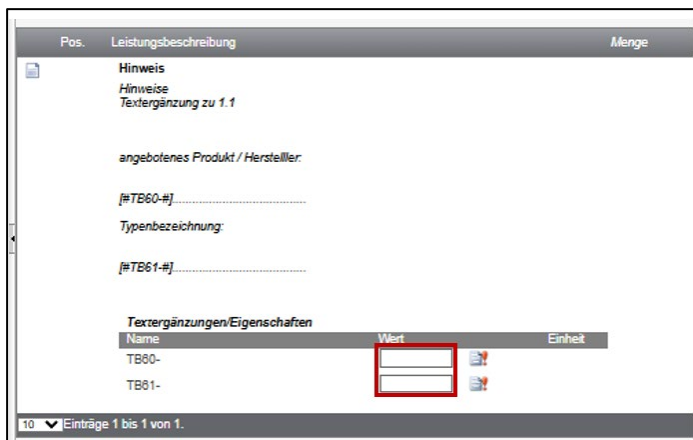 Pos. Leistungsbeschreibung Menge
Hinweis
Hinweise
Textergänzung zu 1.1
angebotenes Produkt / Herstelller:
[#TB60-#]..........................................
Typenbezeichnung:
[#TB61-#]..........................................
Textergänzungen/Eigenschaften
Name Wert Einheit
TB60-
TB61-
10 Einträge 1 bis 1 von 1.